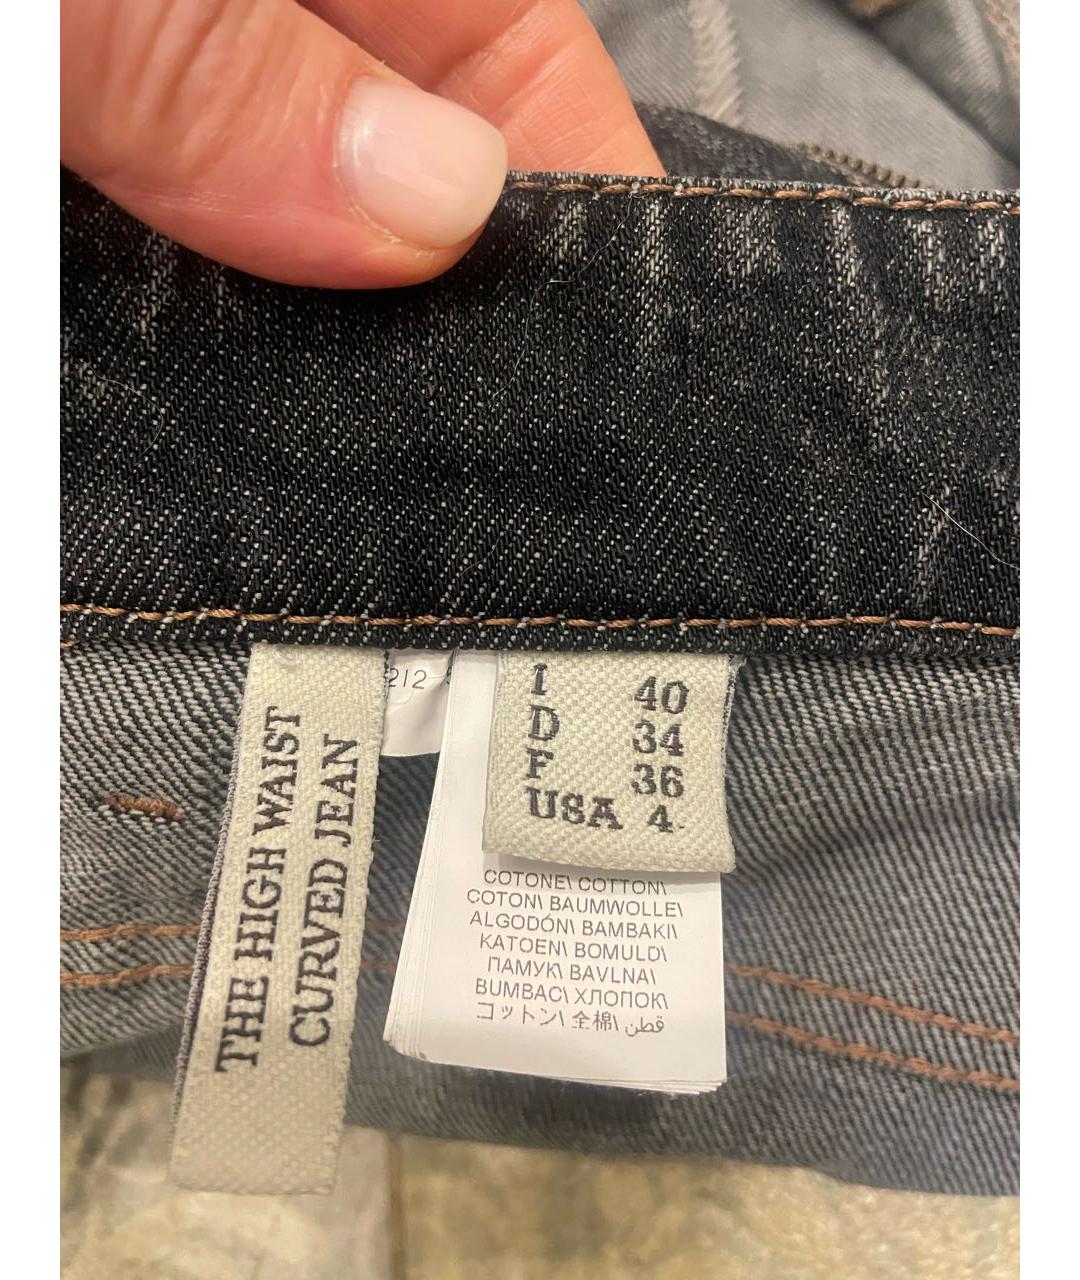 THE HIGH WAIST
CURVED JEAN
212
I 40
D 34
F 36
USA 4
COTONE\ COTTON\
COTON\ BAUMWOLLE\
ALGODÓN\ BAMBAKI\
KATOEN\ BOMULD\
ПАМУК\ BAVLNA\
BUMBAC\ ХЛОПОК\
コットン\ 全棉\ قطن